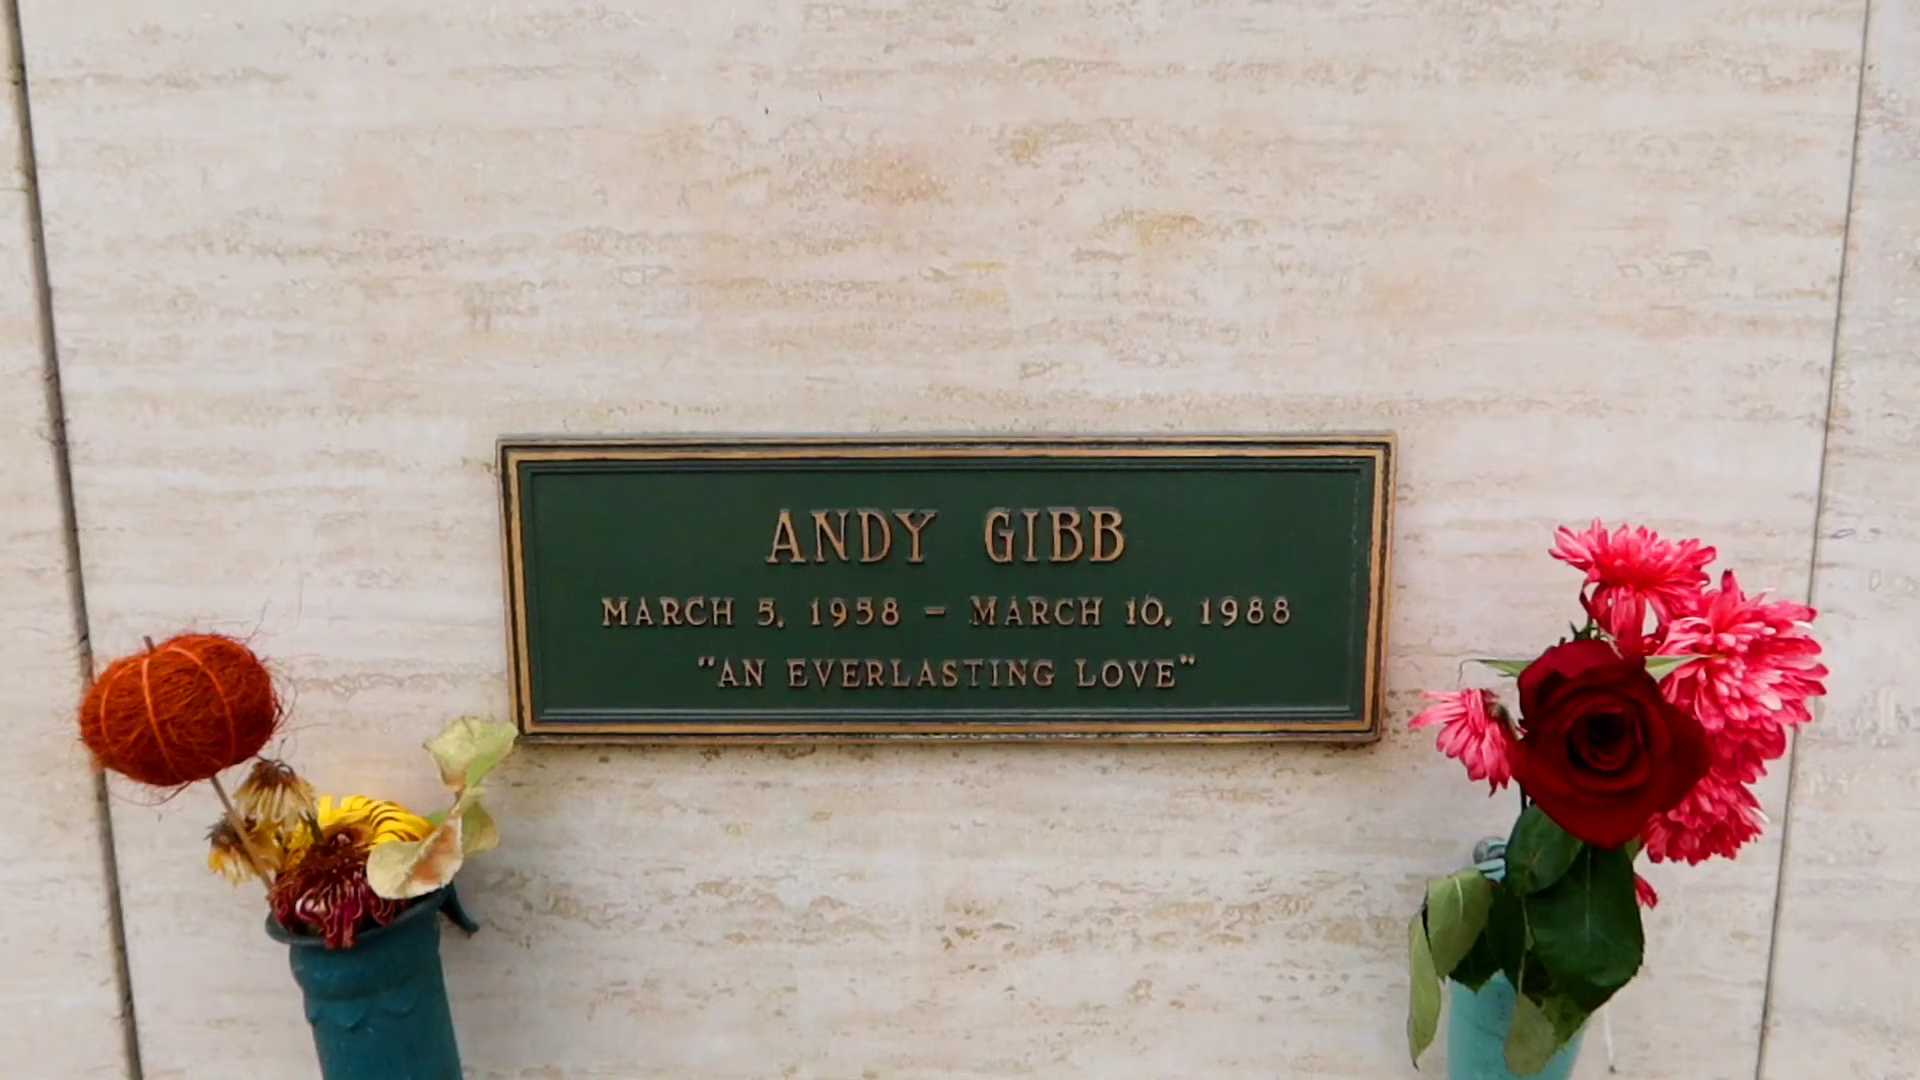 ANDY GIBB
MARCH 5, 1958 - MARCH 10, 1988
"AN EVERLASTING LOVE"